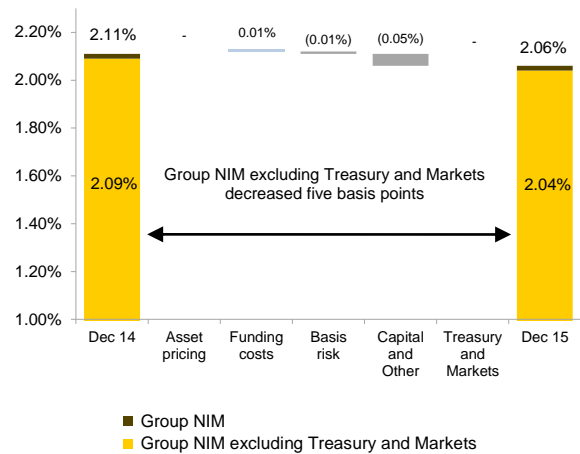 2.20%
2.00%
1.80%
1.60%
1.40%
1.20%
1.00%
2.11%
-
0.01%
(0.01%)
(0.05%)
-
2.06%
2.09%
Group NIM excluding Treasury and Markets
decreased five basis points
2.04%
Dec 14
Asset
pricing
Funding
costs
Basis
risk
Capital
and
Other
Treasury
and
Markets
Dec 15
Group NIM
Group NIM excluding Treasury and Markets